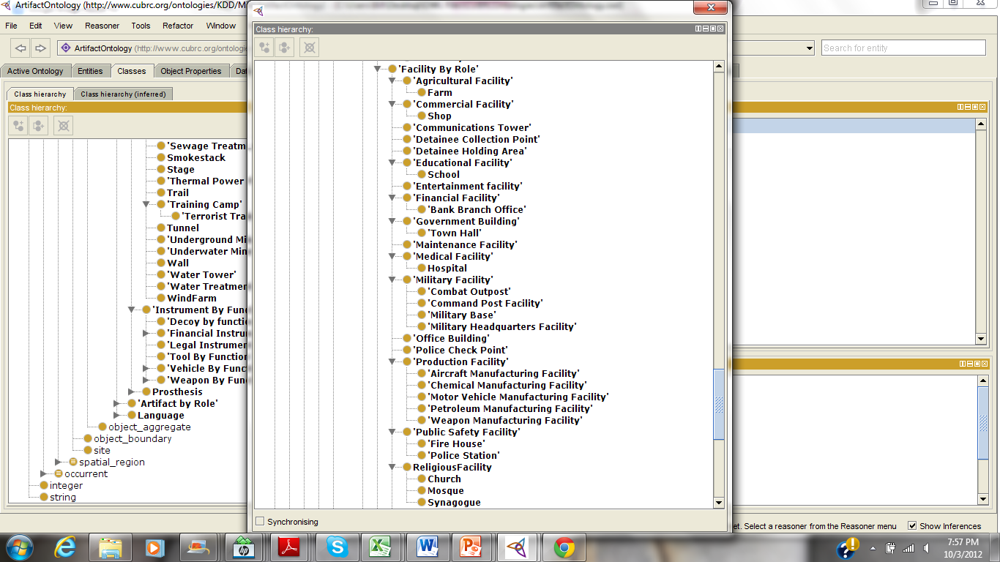 ArtifactOntology (http://www.cubrc.org/ontologies/KDD/M
File Edit View Reasoner Tools Refactor Window
ArtifactOntology (http://www.cubrc.org/ontologie
Search for entity
Active Ontology Entities Classes Object Properties Dat
Class hierarchy Class hierarchy (inferred)
Class hierarchy:
'Sewage Treatm
Smokestack
Stage
'Thermal Power
Trail
'Training Camp'
'Terrorist Tra
Tunnel
'Underground Mi
'Underwater Min
Wall
'Water Tower'
'Water Treatmen
WindFarm
'Instrument By Func
'Decoy by functio
'Financial Instru
'Legal Instrumen
'Tool By Function
'Vehicle By Func
'Weapon By Func
Prosthesis
'Artifact by Role'
Language
object_aggregate
object_boundary
site
spatial_region
occurrent
integer
string
Class hierarchy:
'Facility By Role'
'Agricultural Facility'
Farm
'Commercial Facility'
Shop
'Communications Tower'
'Detainee Collection Point'
'Detainee Holding Area'
'Educational Facility'
School
'Entertainment facility'
'Financial Facility'
'Bank Branch Office'
'Government Building'
'Town Hall'
'Maintenance Facility'
'Medical Facility'
Hospital
'Military Facility'
'Combat Outpost'
'Command Post Facility'
'Military Base'
'Military Headquarters Facility'
'Office Building'
'Police Check Point'
'Production Facility'
'Aircraft Manufacturing Facility'
'Chemical Manufacturing Facility'
'Motor Vehicle Manufacturing Facility'
'Petroleum Manufacturing Facility'
'Weapon Manufacturing Facility'
'Public Safety Facility'
'Fire House'
'Police Station'
ReligiousFacility
Church
Mosque
Synagogue
Synchronising
et. Select a reasoner from the Reasoner menu Show Inferences
hp
7:57 PM
10/3/2012